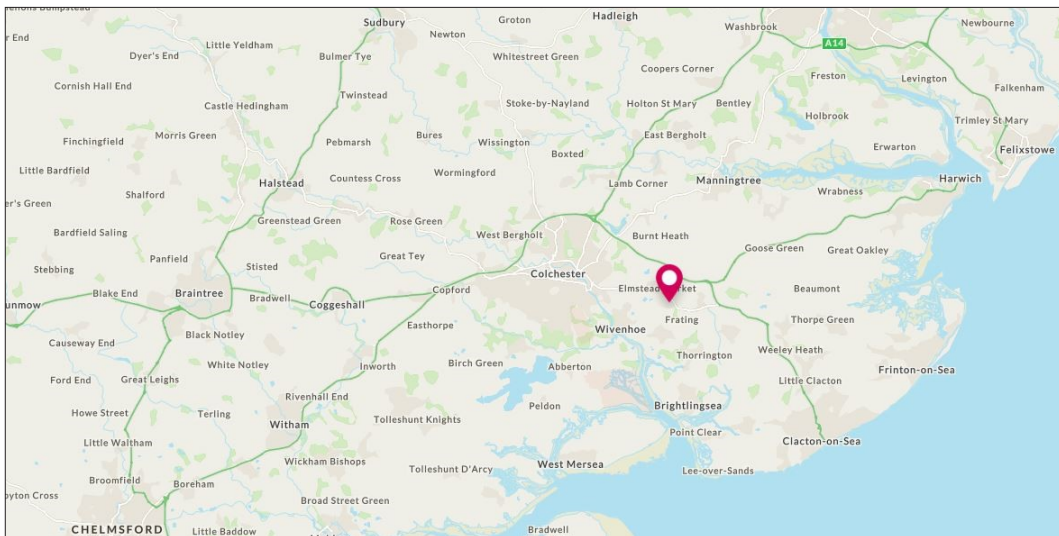 Sudbury
Groton
Hadleigh
Newbourne
Newton
Washbrook
er End
Little Yeldham
A14
Dyer's End
Bulmer Tye
Whitestreet Green
Coopers Corner
Freston
Levington
Cornish Hall End
Twinstead
Falkenham
Castle Hedingham
Stoke-by-Nayland
Holton St Mary
Bentley
Holbrook
Trimley St Mary
Finchingfield
Morris Green
Pebmarsh
Bures
Wissington
East Bergholt
Erwarton
Felixstowe
Boxted
Little Bardfield
Countess Cross
Wormingford
Manningtree
Harwich
Halstead
Lamb Corner
Wrabness
Shalford
er's Green
Greenstead Green
Rose Green
Bardfield Saling
West Bergholt
Burnt Heath
Goose Green
Great Oakley
Panfield
Great Tey
Stebbing
Stisted
Colchester
Braintree
Blake End
Bradwell
Copford
Elmstead Market
Beaumont
unmow
Coggeshall
Frating
Thorpe Green
Easthorpe
Wivenhoe
Black Notley
Causeway End
Thorrington
Weeley Heath
White Notley
Inworth
Birch Green
Abberton
Frinton-on-Sea
Ford End
Great Leighs
Little Clacton
Rivenhall End
Peldon
Brightlingsea
Howe Street
Terling
Tolleshunt Knights
Witham
Point Clear
Little Waltham
Clacton-on-Sea
Wickham Bishops
Tolleshunt D'Arcy
West Mersea
Lee-over-Sands
Broomfield
Boreham
oyton Cross
Broad Street Green
CHELMSFORD
Little Baddow
Bradwell